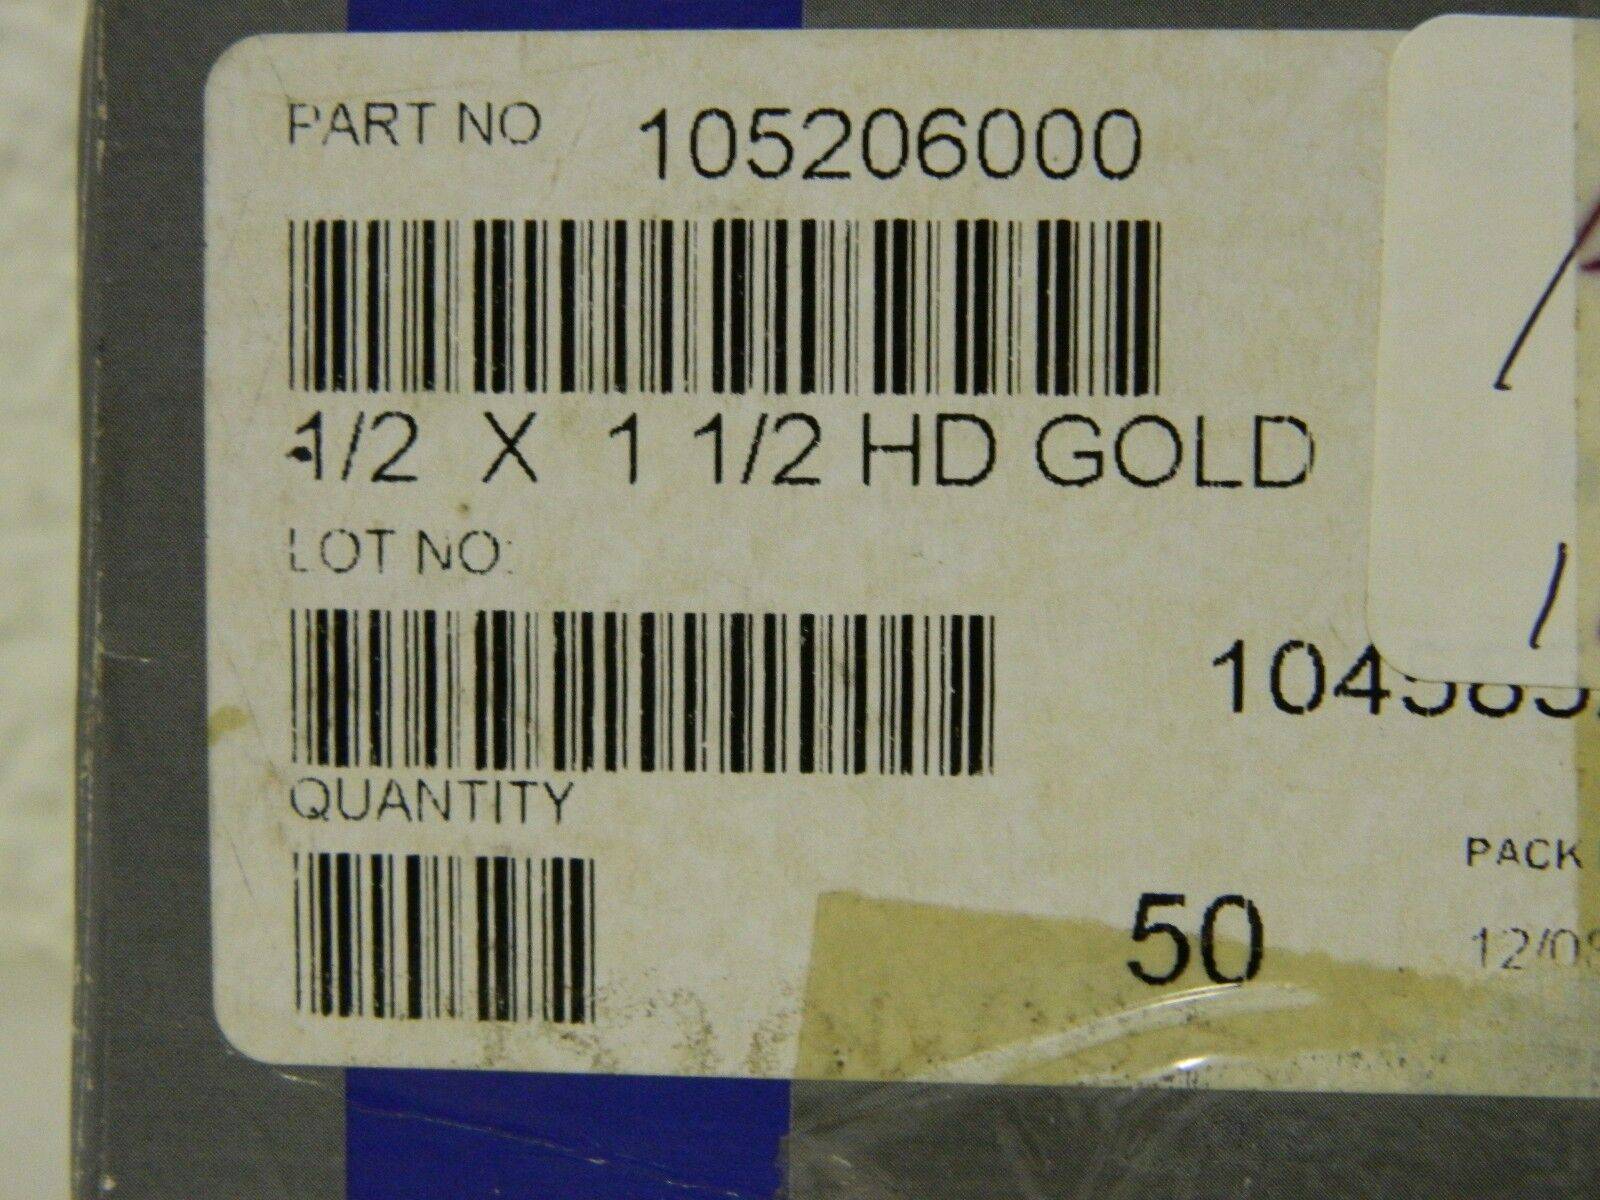 PART NO 105206000
1/2 X 1 1/2 HD GOLD
LOT NO:
QUANTITY
50
PACK